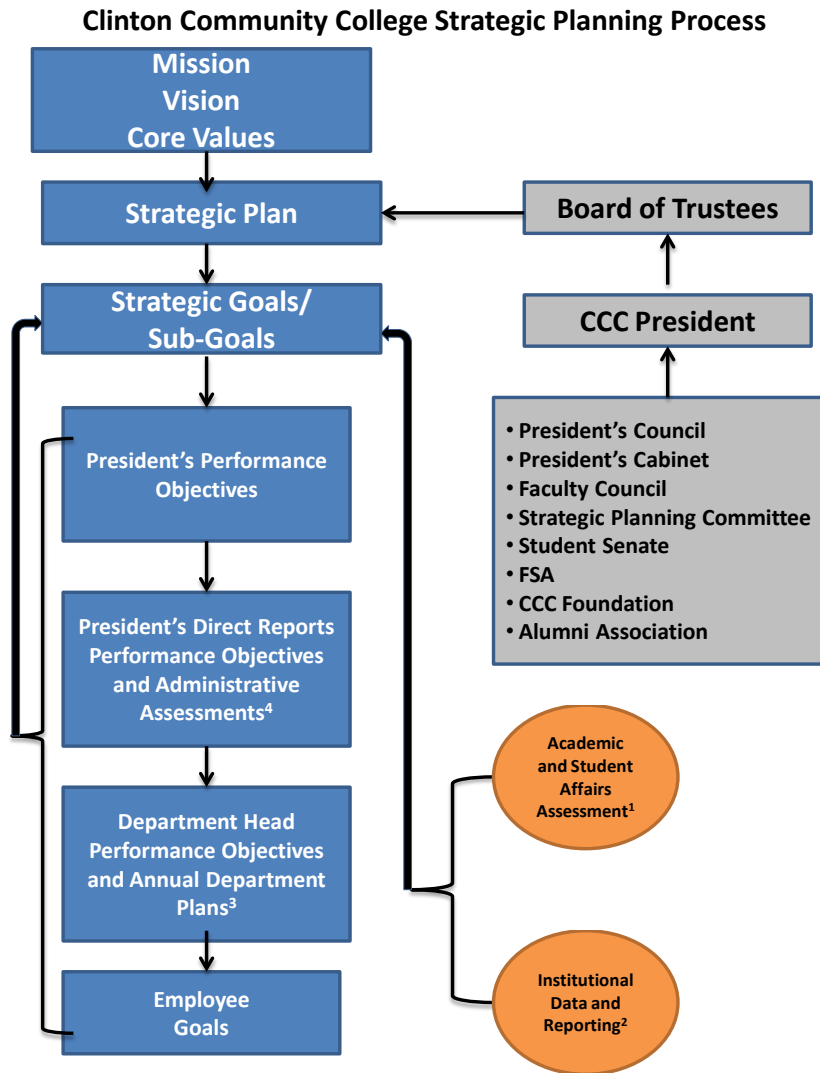 Clinton Community College Strategic Planning Process
Mission
Vision
Core Values
Strategic Plan
Board of Trustees
Strategic Goals/
Sub-Goals
CCC President
President's Performance
Objectives
• President's Council
• President's Cabinet
• Faculty Council
• Strategic Planning Committee
• Student Senate
• FSA
• CCC Foundation
• Alumni Association
President's Direct Reports
Performance Objectives
and Administrative
Assessments⁴
Academic
and Student
Affairs
Assessment¹
Department Head
Performance Objectives
and Annual Department
Plans³
Institutional
Data and
Reporting²
Employee
Goals